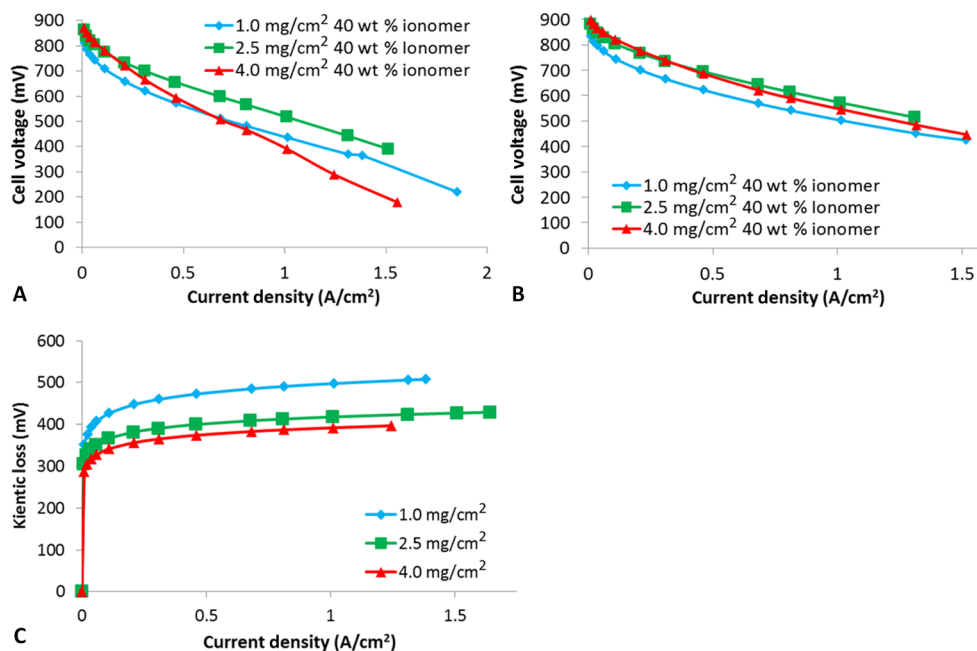 900
800
700
600
500
400
300
200
100
0
Cell voltage (mV)
1.0 mg/cm² 40 wt % ionomer
2.5 mg/cm² 40 wt % Ionomer
4.0 mg/cm² 40 wt % ionomer
0 0.5 1 1.5 2
Current density (A/cm²)
A
900
800
700
600
500
400
300
200
100
0
Cell voltage (mV)
1.0 mg/cm² 40 wt % ionomer
2.5 mg/cm² 40 wt % Ionomer
4.0 mg/cm² 40 wt % ionomer
0 0.5 1 1.5
Current density (A/cm²)
B
600
500
400
300
200
100
0
Kientic loss (mV)
1.0 mg/cm²
2.5 mg/cm²
4.0 mg/cm²
0 0.5 1 1.5
Current density (A/cm²)
C